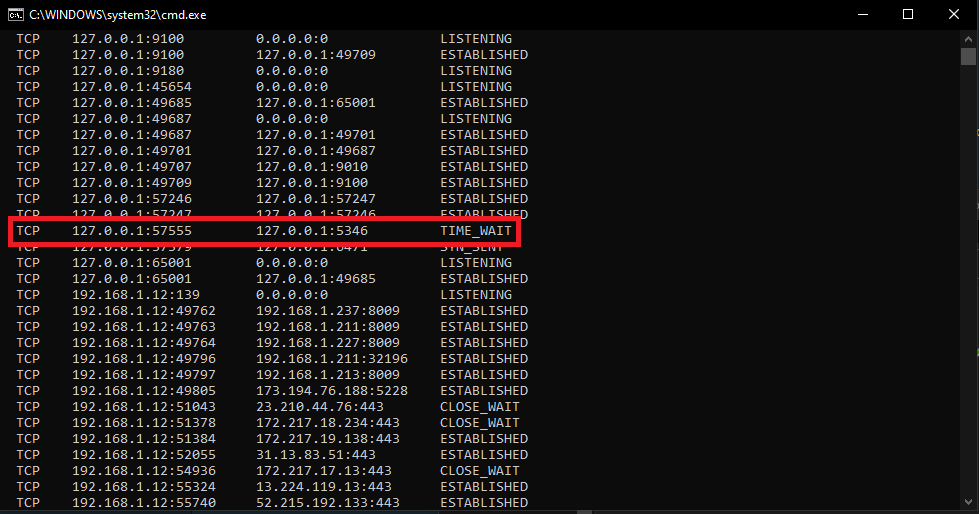 C:\WINDOWS\system32\cmd.exe
TCP 127.0.0.1:9100 0.0.0.0:0 LISTENING
TCP 127.0.0.1:9100 127.0.0.1:49709 ESTABLISHED
TCP 127.0.0.1:9180 0.0.0.0:0 LISTENING
TCP 127.0.0.1:45654 0.0.0.0:0 LISTENING
TCP 127.0.0.1:49685 127.0.0.1:65001 ESTABLISHED
TCP 127.0.0.1:49687 0.0.0.0:0 LISTENING
TCP 127.0.0.1:49687 127.0.0.1:49701 ESTABLISHED
TCP 127.0.0.1:49701 127.0.0.1:49687 ESTABLISHED
TCP 127.0.0.1:49707 127.0.0.1:9010 ESTABLISHED
TCP 127.0.0.1:49709 127.0.0.1:9100 ESTABLISHED
TCP 127.0.0.1:57246 127.0.0.1:57247 ESTABLISHED
TCP 127.0.0.1:57247 127.0.0.1:57246 ESTABLISHED
TCP 127.0.0.1:57555 127.0.0.1:5346 TIME_WAIT
TCP 127.0.0.1:57579 127.0.0.1:6471 SYN_SENT
TCP 127.0.0.1:65001 0.0.0.0:0 LISTENING
TCP 127.0.0.1:65001 127.0.0.1:49685 ESTABLISHED
TCP 192.168.1.12:139 0.0.0.0:0 LISTENING
TCP 192.168.1.12:49762 192.168.1.237:8009 ESTABLISHED
TCP 192.168.1.12:49763 192.168.1.211:8009 ESTABLISHED
TCP 192.168.1.12:49764 192.168.1.227:8009 ESTABLISHED
TCP 192.168.1.12:49796 192.168.1.211:32196 ESTABLISHED
TCP 192.168.1.12:49797 192.168.1.213:8009 ESTABLISHED
TCP 192.168.1.12:49805 173.194.76.188:5228 ESTABLISHED
TCP 192.168.1.12:51043 23.210.44.76:443 CLOSE_WAIT
TCP 192.168.1.12:51378 172.217.18.234:443 CLOSE_WAIT
TCP 192.168.1.12:51384 172.217.19.138:443 ESTABLISHED
TCP 192.168.1.12:52055 31.13.83.51:443 ESTABLISHED
TCP 192.168.1.12:54936 172.217.17.13:443 CLOSE_WAIT
TCP 192.168.1.12:55324 13.224.119.13:443 ESTABLISHED
TCP 192.168.1.12:55740 52.215.192.133:443 ESTABLISHED